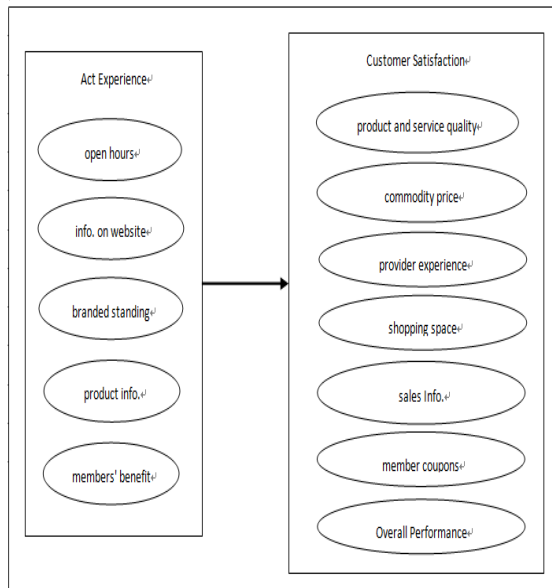 Act Experience
open hours
info. on website
branded standing
product info.
members' benefit
Customer Satisfaction
product and service quality
commodity price
provider experience
shopping space
sales Info.
member coupons
Overall Performance